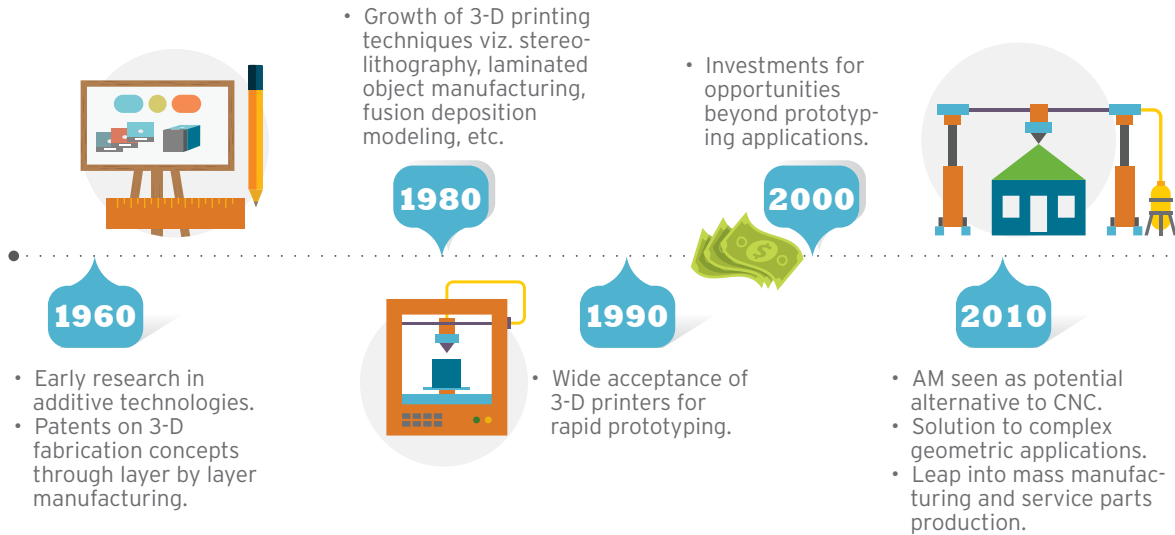 1960
• Early research in
additive technologies.
• Patents on 3-D
fabrication concepts
through layer by layer
manufacturing.
• Growth of 3-D printing
techniques viz. stereo-
lithography, laminated
object manufacturing,
fusion deposition
modeling, etc.
1980
1990
• Wide acceptance of
3-D printers for
rapid prototyping.
• Investments for
opportunities
beyond prototyp-
ing applications.
2000
$
2010
• AM seen as potential
alternative to CNC.
• Solution to complex
geometric applications.
• Leap into mass manufac-
turing and service parts
production.